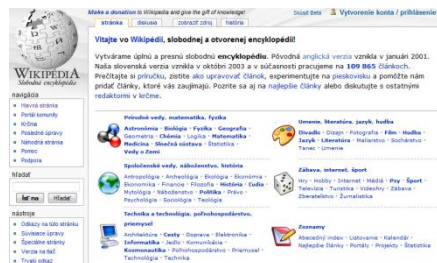 Make a donation to Wikipedia and give the gift of knowledge!
Vytvorenie konta / prihlásenie
stránka diskusia zobraziť zdroj história
Vitajte vo Wikipédii, slobodnej a otvorenej encyklopédii!
Vytvárame úplnú a presnú slobodnú encyklopédiu. Pôvodná anglická verzia vznikla v januári 2001.
Naša slovenská verzia vznikla v októbri 2003 a v súčasnosti pracujeme na 109 865 článkoch.
Prečítajte si príručku, zistite ako upravovať článok, experimentujte na pieskovisku a pomôžte nám
pridať články, ktoré vás zaujímajú. Pozrite sa aj na najlepšie články alebo diskutujte s ostatnými
redaktormi v krčme.
WIKIPEDIA
Slobodná encyklopédia
navigácia
Hlavná stránka
Portál komunity
Krčma
Posledné úpravy
Náhodná stránka
Pomoc
Podpora
hľadať
Ísť na Hľadať
nástroje
Odkazy na túto stránku
Súvisiace úpravy
Špeciálne stránky
Verzia na tlač
Trvalý odkaz
Prírodné vedy, matematika, fyzika
Astronómia · Biológia · Fyzika · Geografia ·
Geometria · Chémia · Logika · Matematika ·
Medicína · Slnečná sústava · Štatistika ·
Vedy o Zemi
Umenie, literatúra, jazyk, hudba
Divadlo · Dizajn · Fotografia · Film · Hudba ·
Jazyk · Literatúra · Maliarstvo · Sochárstvo ·
Tanec · Umenie
Spoločenské vedy, náboženstvo, história
Antropológia · Archeológia · Ekológia · Ekonómia ·
Ekonomika · Financie · Filozofia · História · Ľudia ·
Mytológia · Náboženstvo · Politika · Právo ·
Psychológia · Sociológia · Teológia
Zábava, internet, šport
Hry · Hobby · Internet · Médiá · Psy · Šport ·
Televízia · Turistika · Videohry · Zábava ·
Zberateľstvo · Žurnalistika
Technika a technológia, poľnohospodárstvo,
priemysel
Architektúra · Cesty · Doprava · Elektronika ·
Informatika · Jedlo · Komunikácia ·
Kozmonautika · Poľnohospodárstvo · Priemysel ·
Technológia · Technika
Zoznamy
Abecedný index · Listovanie · Kalendár ·
Najlepšie články · Portály · Projekty · Štatistika